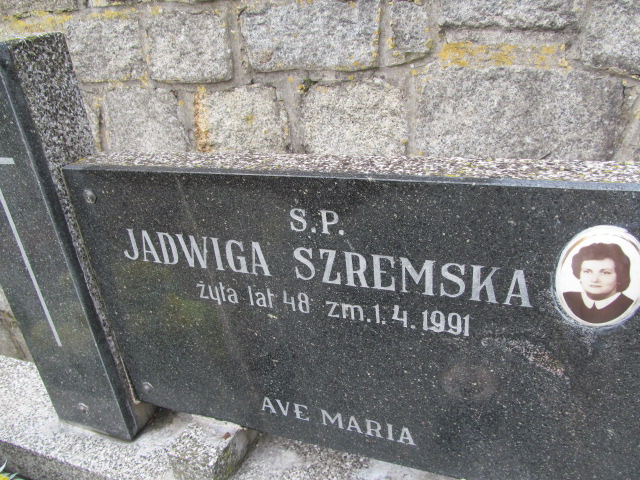 S.P.
JADWIGA SZREMSKA
żyła lat 48 zm.1.4.1991
AVE MARIA